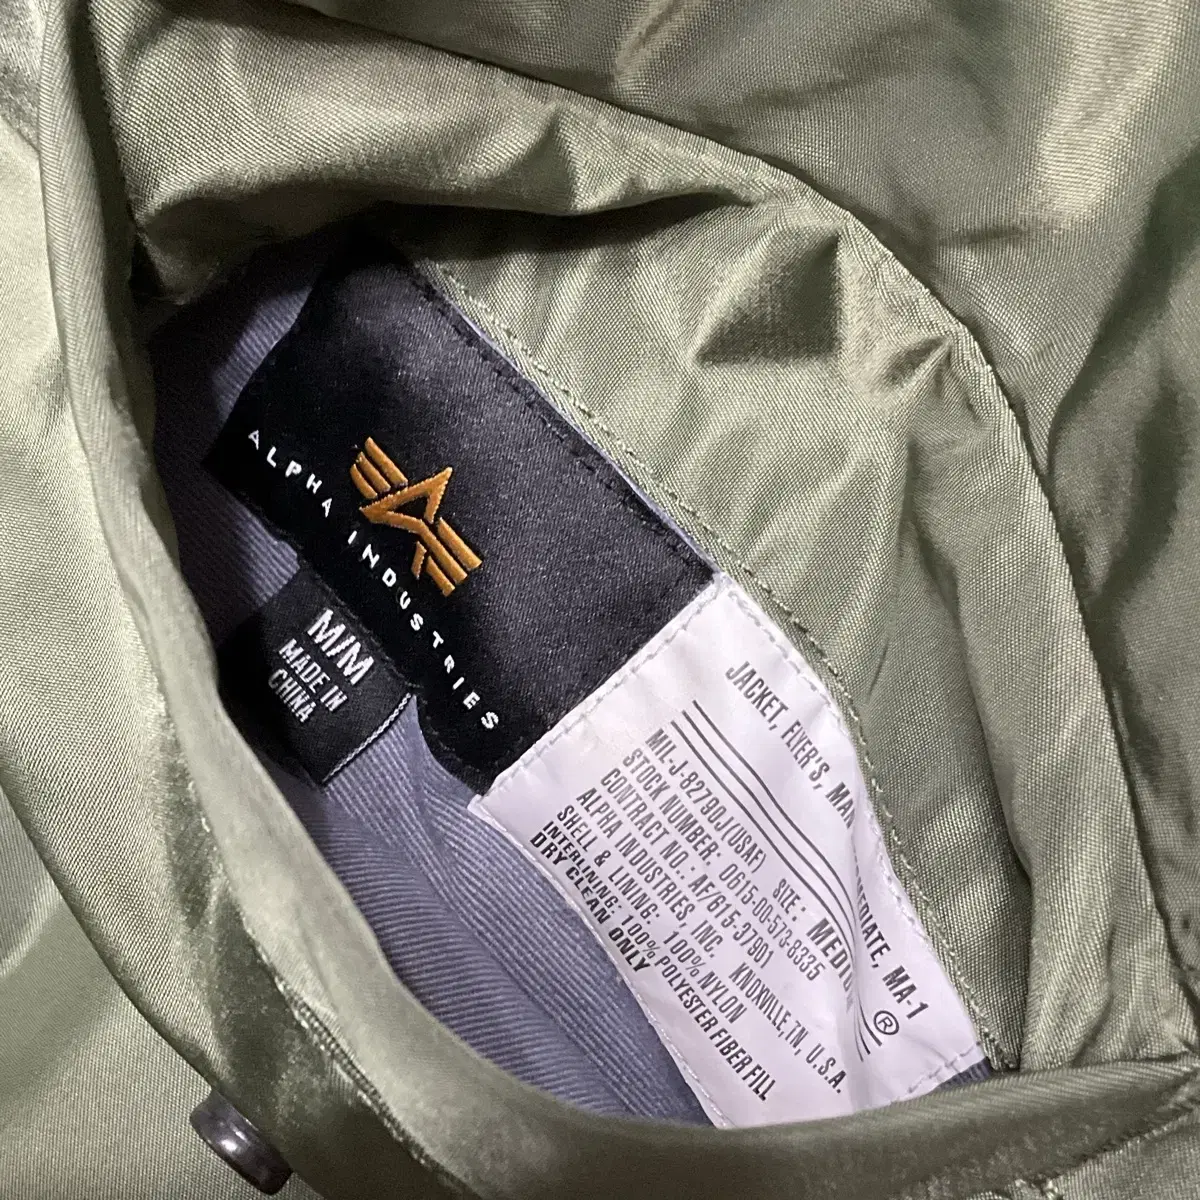 ALPHA INDUSTRIES
M/M
MADE IN
CHINA
JACKET, FLYER'S, MAN MEDIATE, MA-1
MIL-J-82790J(USAF) SIZE: MEDIUM ®
STOCK NUMBER: 0615-00-573-8335
CONTRACT NO.: AF/615-37801
ALPHA INDUSTRIES, INC. KNOXVILLE, TN, U.S.A.
SHELL & LINING: 100% NYLON
INTERLINING: 100% POLYESTER FIBER FILL
DRY CLEAN ONLY